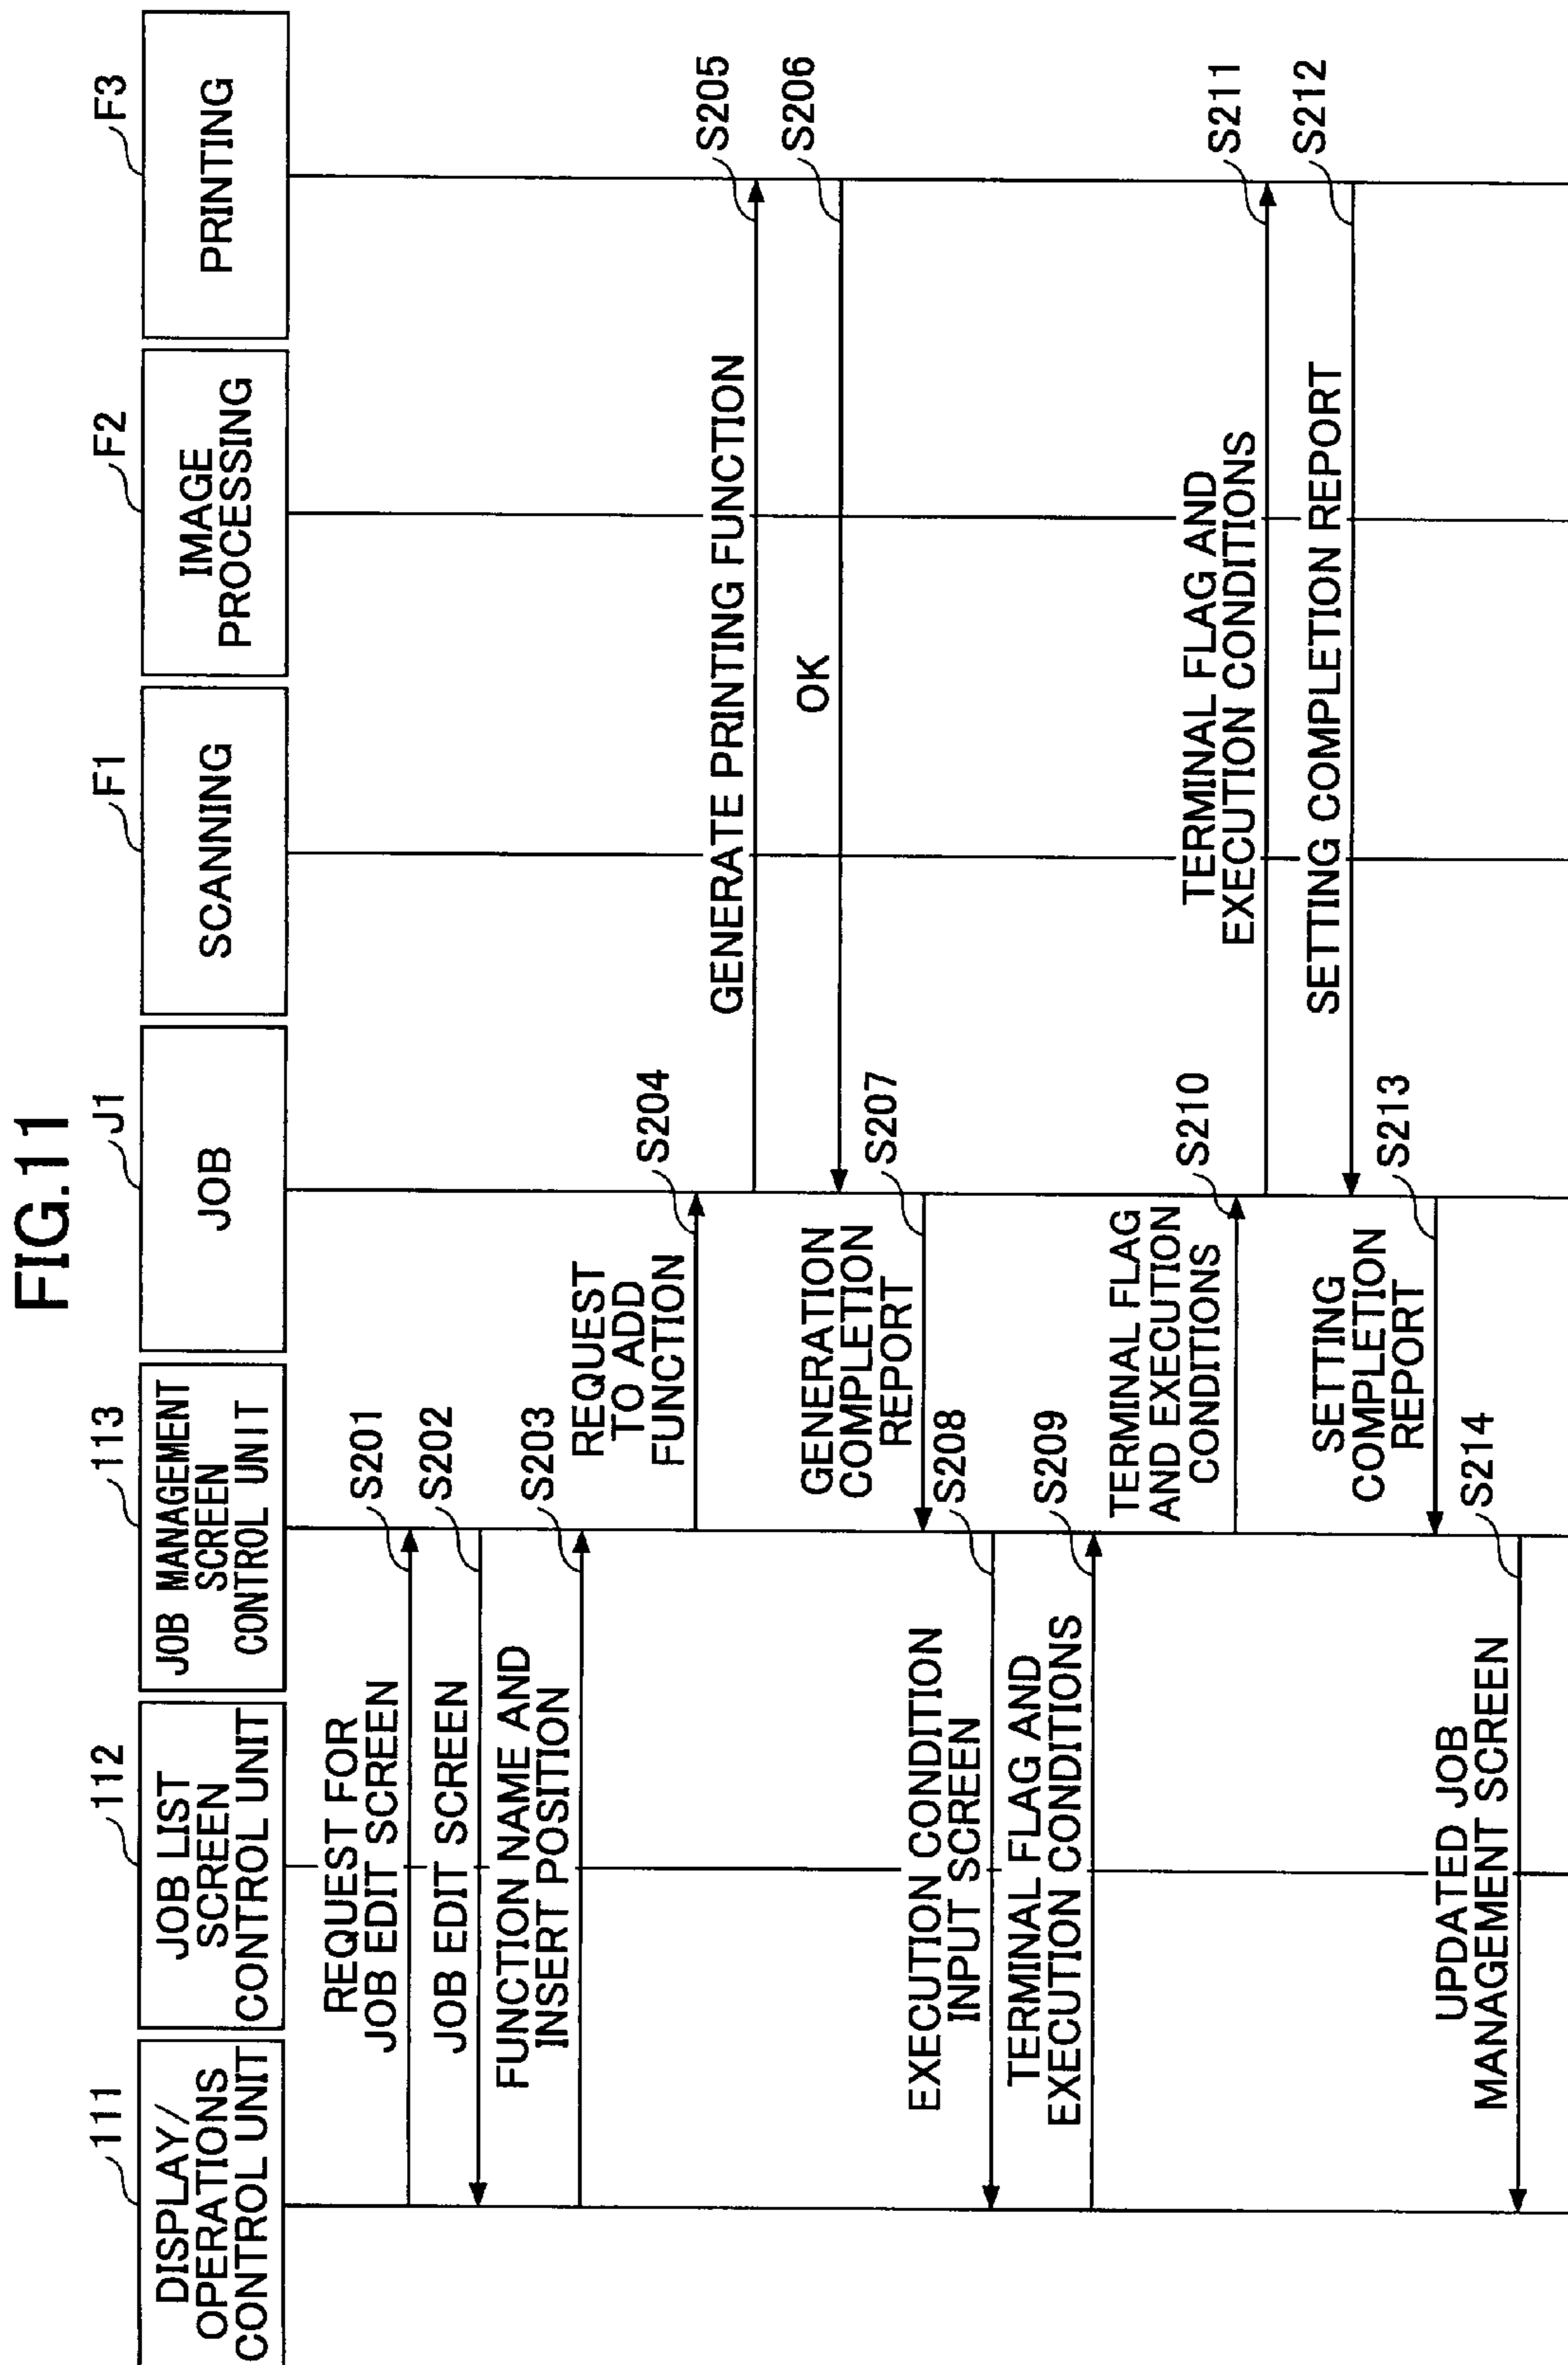 FIG.11
111
DISPLAY/
OPERATIONS
CONTROL UNIT
112
JOB LIST
SCREEN
CONTROL UNIT
113
JOB MANAGEMENT
SCREEN
CONTROL UNIT
J1
JOB
F1
SCANNING
F2
IMAGE
PROCESSING
F3
PRINTING
REQUEST FOR
JOB EDIT SCREEN
S201
JOB EDIT SCREEN
S202
FUNCTION NAME AND
INSERT POSITION
S203
REQUEST
TO ADD
FUNCTION
S204
GENERATE PRINTING FUNCTION
S205
OK
S206
GENERATION
COMPLETION
REPORT
S207
EXECUTION CONDITION
INPUT SCREEN
S208
TERMINAL FLAG AND
EXECUTION CONDITIONS
S209
TERMINAL FLAG
AND EXECUTION
CONDITIONS
S210
TERMINAL FLAG AND
EXECUTION CONDITIONS
S211
SETTING COMPLETION REPORT
S212
SETTING
COMPLETION
REPORT
S213
UPDATED JOB
MANAGEMENT SCREEN
S214